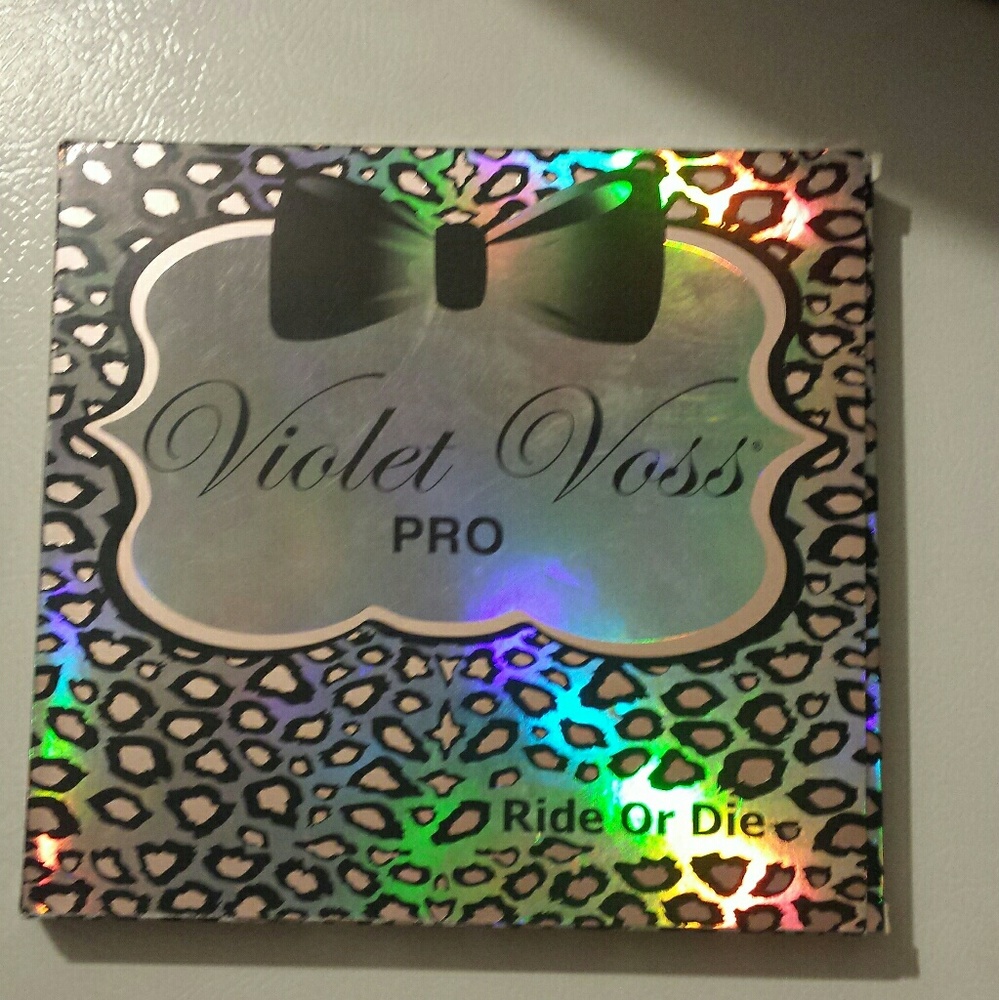 Violet Voss®
PRO
Ride Or Die